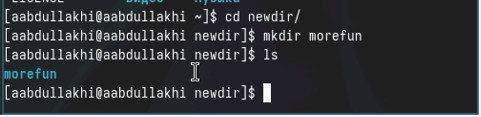 [aabdullakhi@aabdullakhi ~]$ cd newdir/
[aabdullakhi@aabdullakhi newdir]$ mkdir morefun
[aabdullakhi@aabdullakhi newdir]$ ls
morefun
[aabdullakhi@aabdullakhi newdir]$